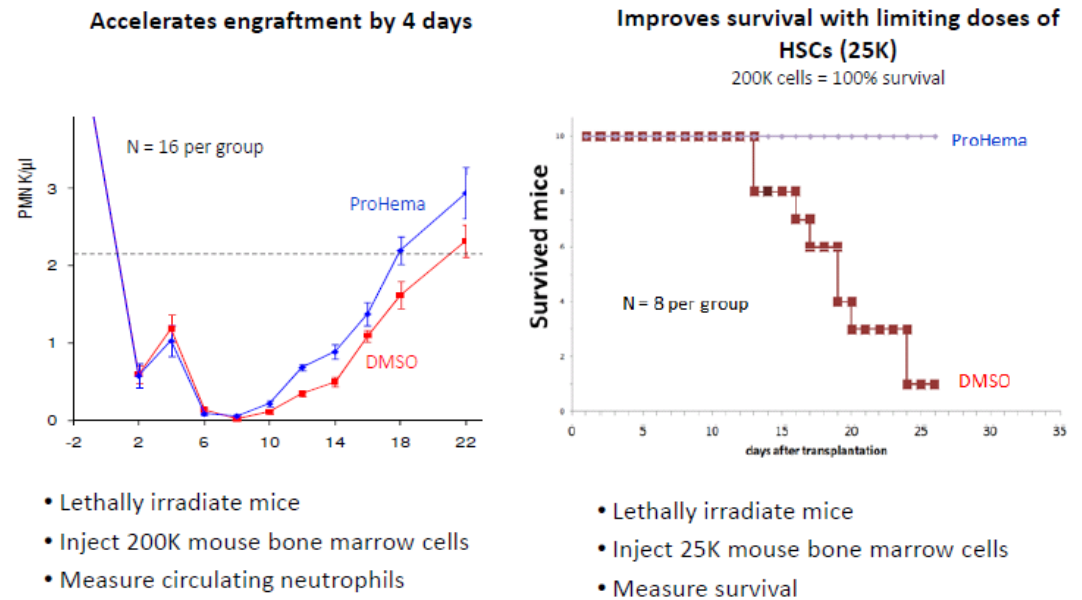 Accelerates engraftment by 4 days
N = 16 per group
PMN K/µl
3
2
1
0
ProHema
DMSO
-2 2 6 10 14 18 22
• Lethally irradiate mice
• Inject 200K mouse bone marrow cells
• Measure circulating neutrophils
Improves survival with limiting doses of
HSCs (25K)
200K cells = 100% survival
Survived mice
10
8
6
4
2
0
ProHema
N = 8 per group
DMSO
0 5 10 15 20 25 30 35
days after transplantation
• Lethally irradiate mice
• Inject 25K mouse bone marrow cells
• Measure survival